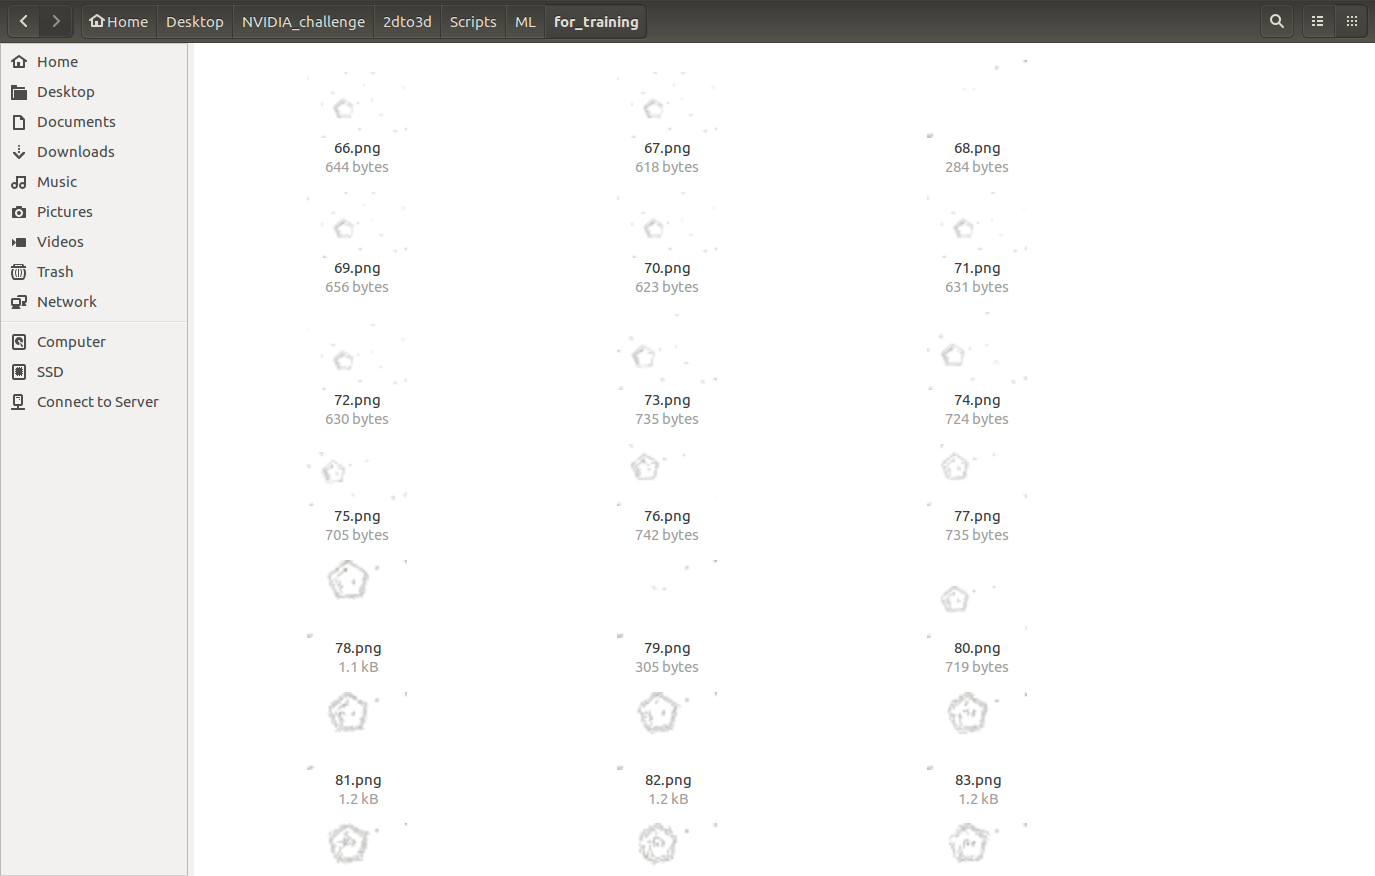 Home Desktop NVIDIA_challenge 2dto3d Scripts ML for_training
Home
Desktop
Documents
Downloads
Music
Pictures
Videos
Trash
Network
Computer
SSD
Connect to Server
66.png 67.png 68.png
644 bytes 618 bytes 284 bytes
69.png 70.png 71.png
656 bytes 623 bytes 631 bytes
72.png 73.png 74.png
630 bytes 735 bytes 724 bytes
75.png 76.png 77.png
705 bytes 742 bytes 735 bytes
78.png 79.png 80.png
1.1 kB 305 bytes 719 bytes
81.png 82.png 83.png
1.2 kB 1.2 kB 1.2 kB